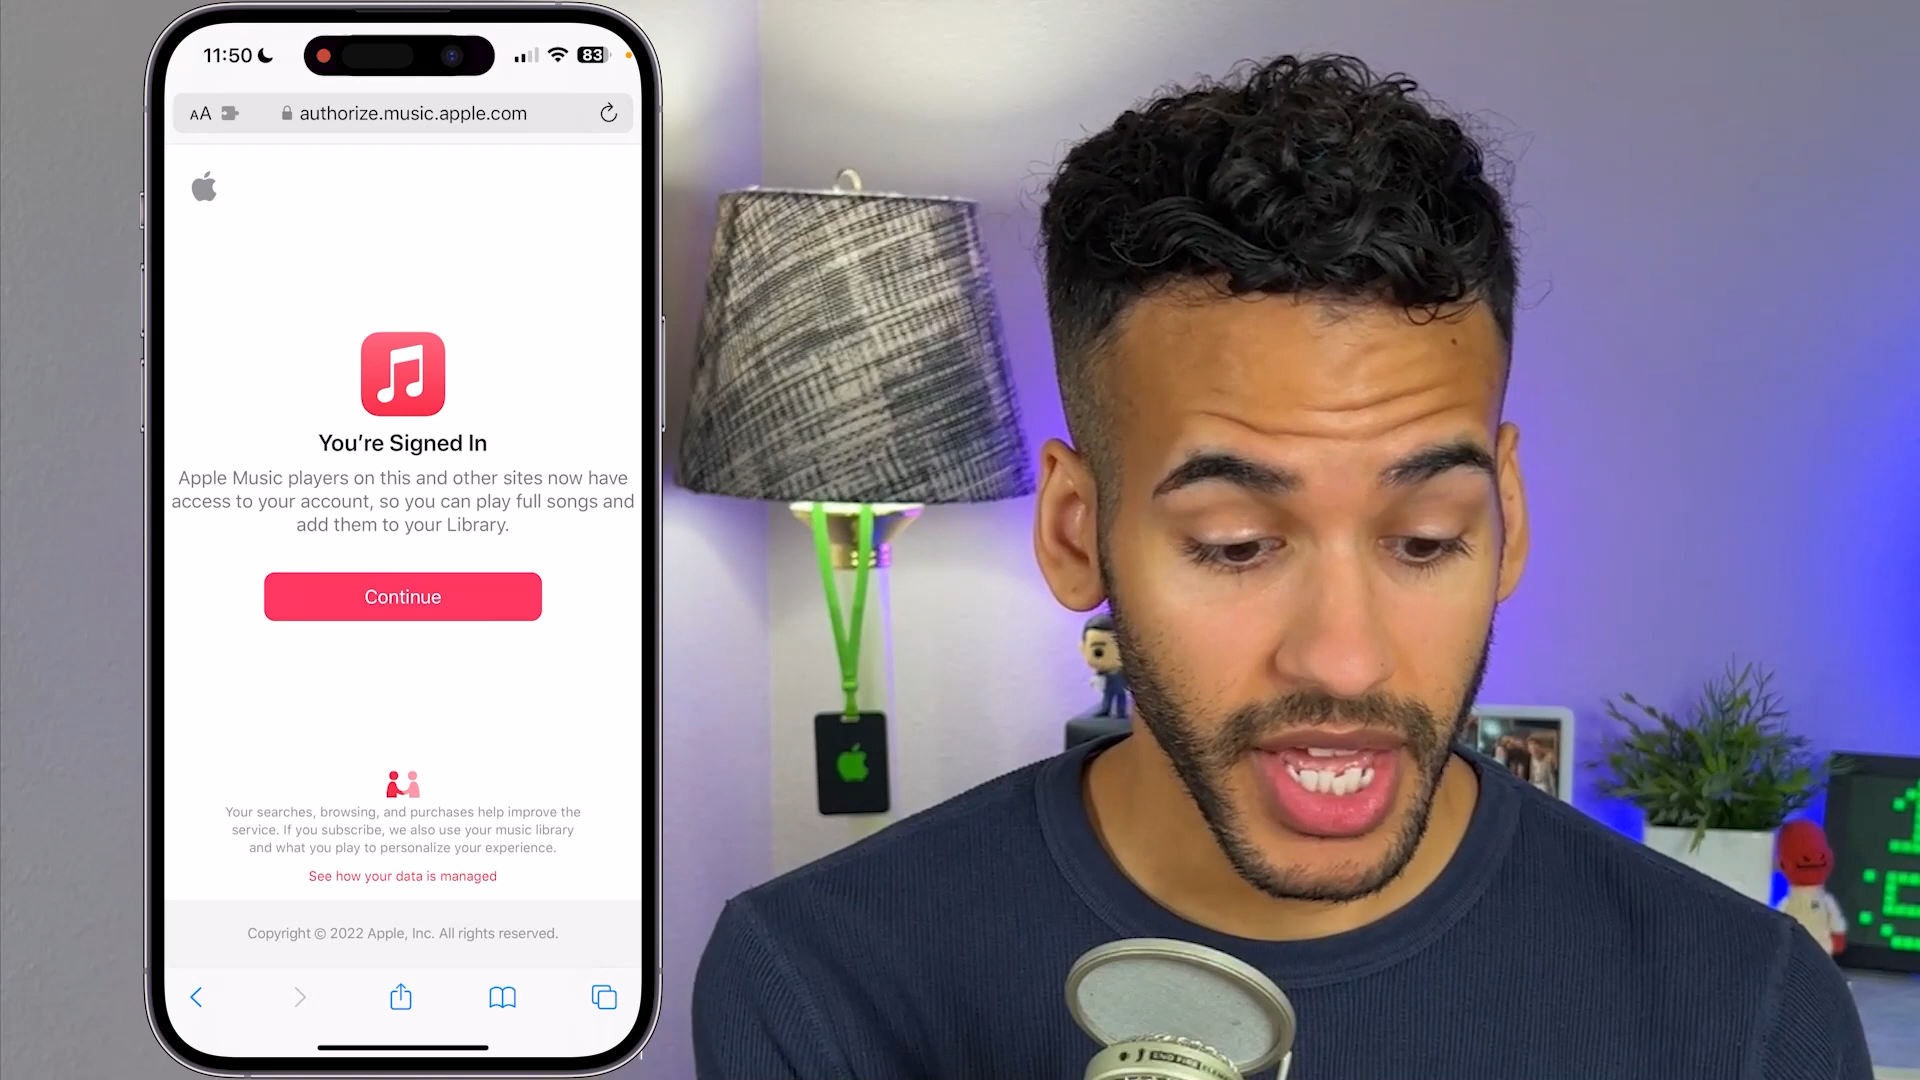 11:50
83
AA
authorize.music.apple.com
You're Signed In
Apple Music players on this and other sites now have
access to your account, so you can play full songs and
add them to your Library.
Continue
Your searches, browsing, and purchases help improve the
service. If you subscribe, we also use your music library
and what you play to personalize your experience.
See how your data is managed
Copyright © 2022 Apple, Inc. All rights reserved.
END FIRE